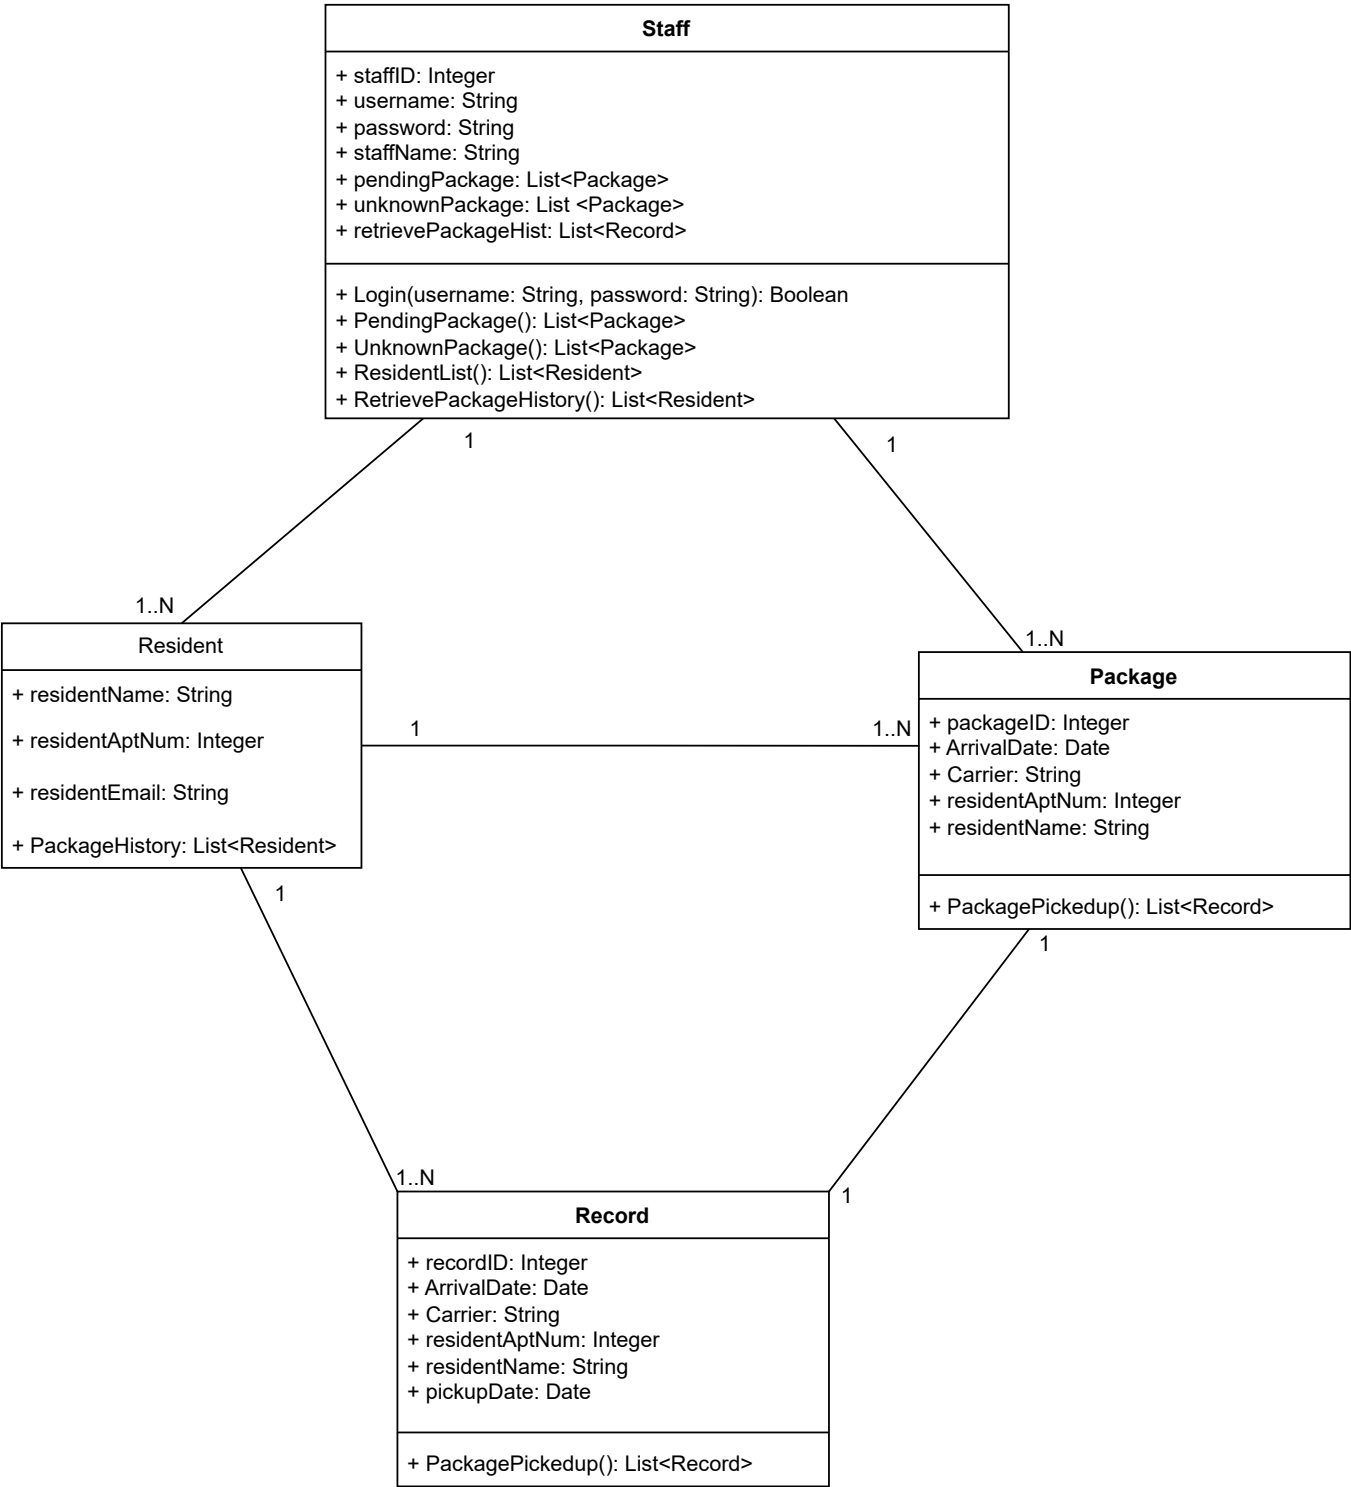 Staff
+ staffID: Integer
+ username: String
+ password: String
+ staffName: String
+ pendingPackage: List<Package>
+ unknownPackage: List <Package>
+ retrievePackageHist: List<Record>
+ Login(username: String, password: String): Boolean
+ PendingPackage(): List<Package>
+ UnknownPackage(): List<Package>
+ ResidentList(): List<Resident>
+ RetrievePackageHistory(): List<Resident>
1
1
1..N
1..N
Resident
+ residentName: String
+ residentAptNum: Integer
+ residentEmail: String
+ PackageHistory: List<Resident>
1
1..N
Package
+ packageID: Integer
+ ArrivalDate: Date
+ Carrier: String
+ residentAptNum: Integer
+ residentName: String
+ PackagePickedup(): List<Record>
1
1
1..N
1
Record
+ recordID: Integer
+ ArrivalDate: Date
+ Carrier: String
+ residentAptNum: Integer
+ residentName: String
+ pickupDate: Date
+ PackagePickedup(): List<Record>